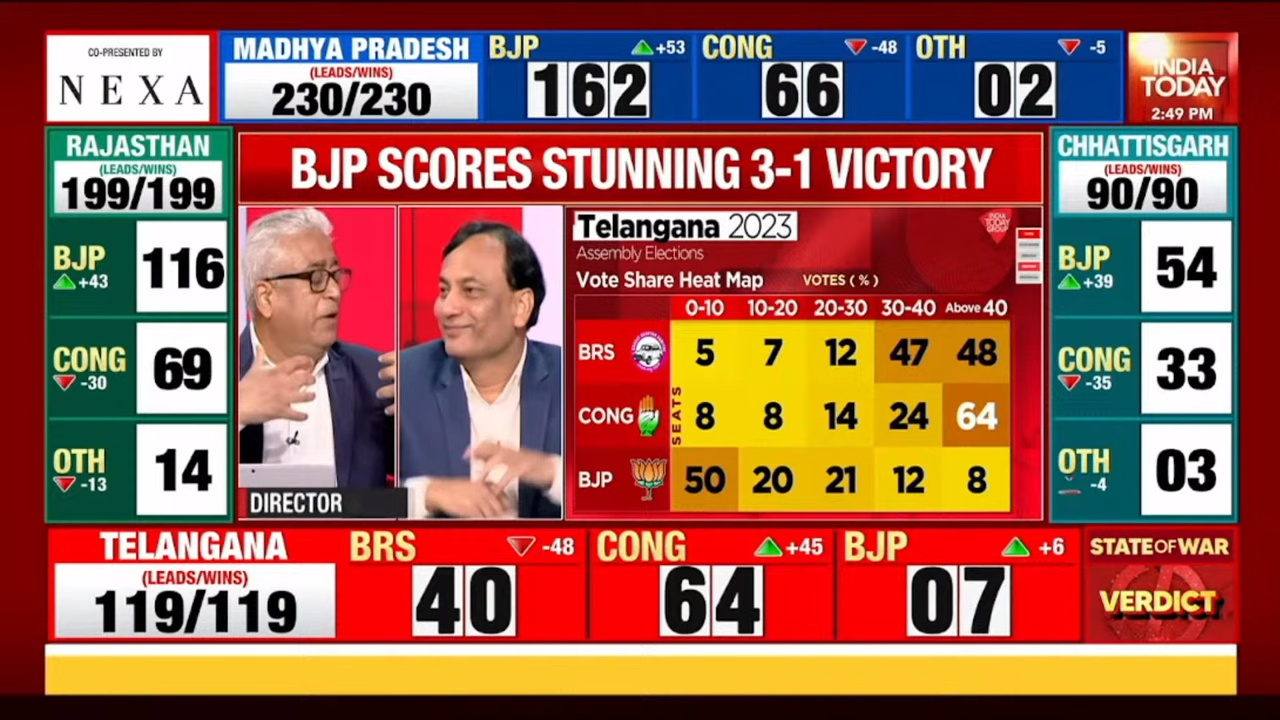 CO-PRESENTED BY
NEXA
MADHYA PRADESH
(LEADS/WINS)
230/230
BJP +53
162
CONG -48
66
OTH -5
02
INDIA
TODAY
2:49 PM
RAJASTHAN
(LEADS/WINS)
199/199
BJP
+43
116
CONG
-30
69
OTH
-13
14
BJP SCORES STUNNING 3-1 VICTORY
DIRECTOR
Telangana 2023
Assembly Elections
INDIA
TODAY
GROUP
Vote Share Heat Map VOTES (%)
0-10 10-20 20-30 30-40 Above 40
SEATS
BRS 5 7 12 47 48
CONG 8 8 14 24 64
BJP 50 20 21 12 8
CHHATTISGARH
(LEADS/WINS)
90/90
BJP
+39
54
CONG
-35
33
OTH
-4
03
TELANGANA
(LEADS/WINS)
119/119
BRS -48
40
CONG +45
64
BJP +6
07
STATE OF WAR
VERDICT